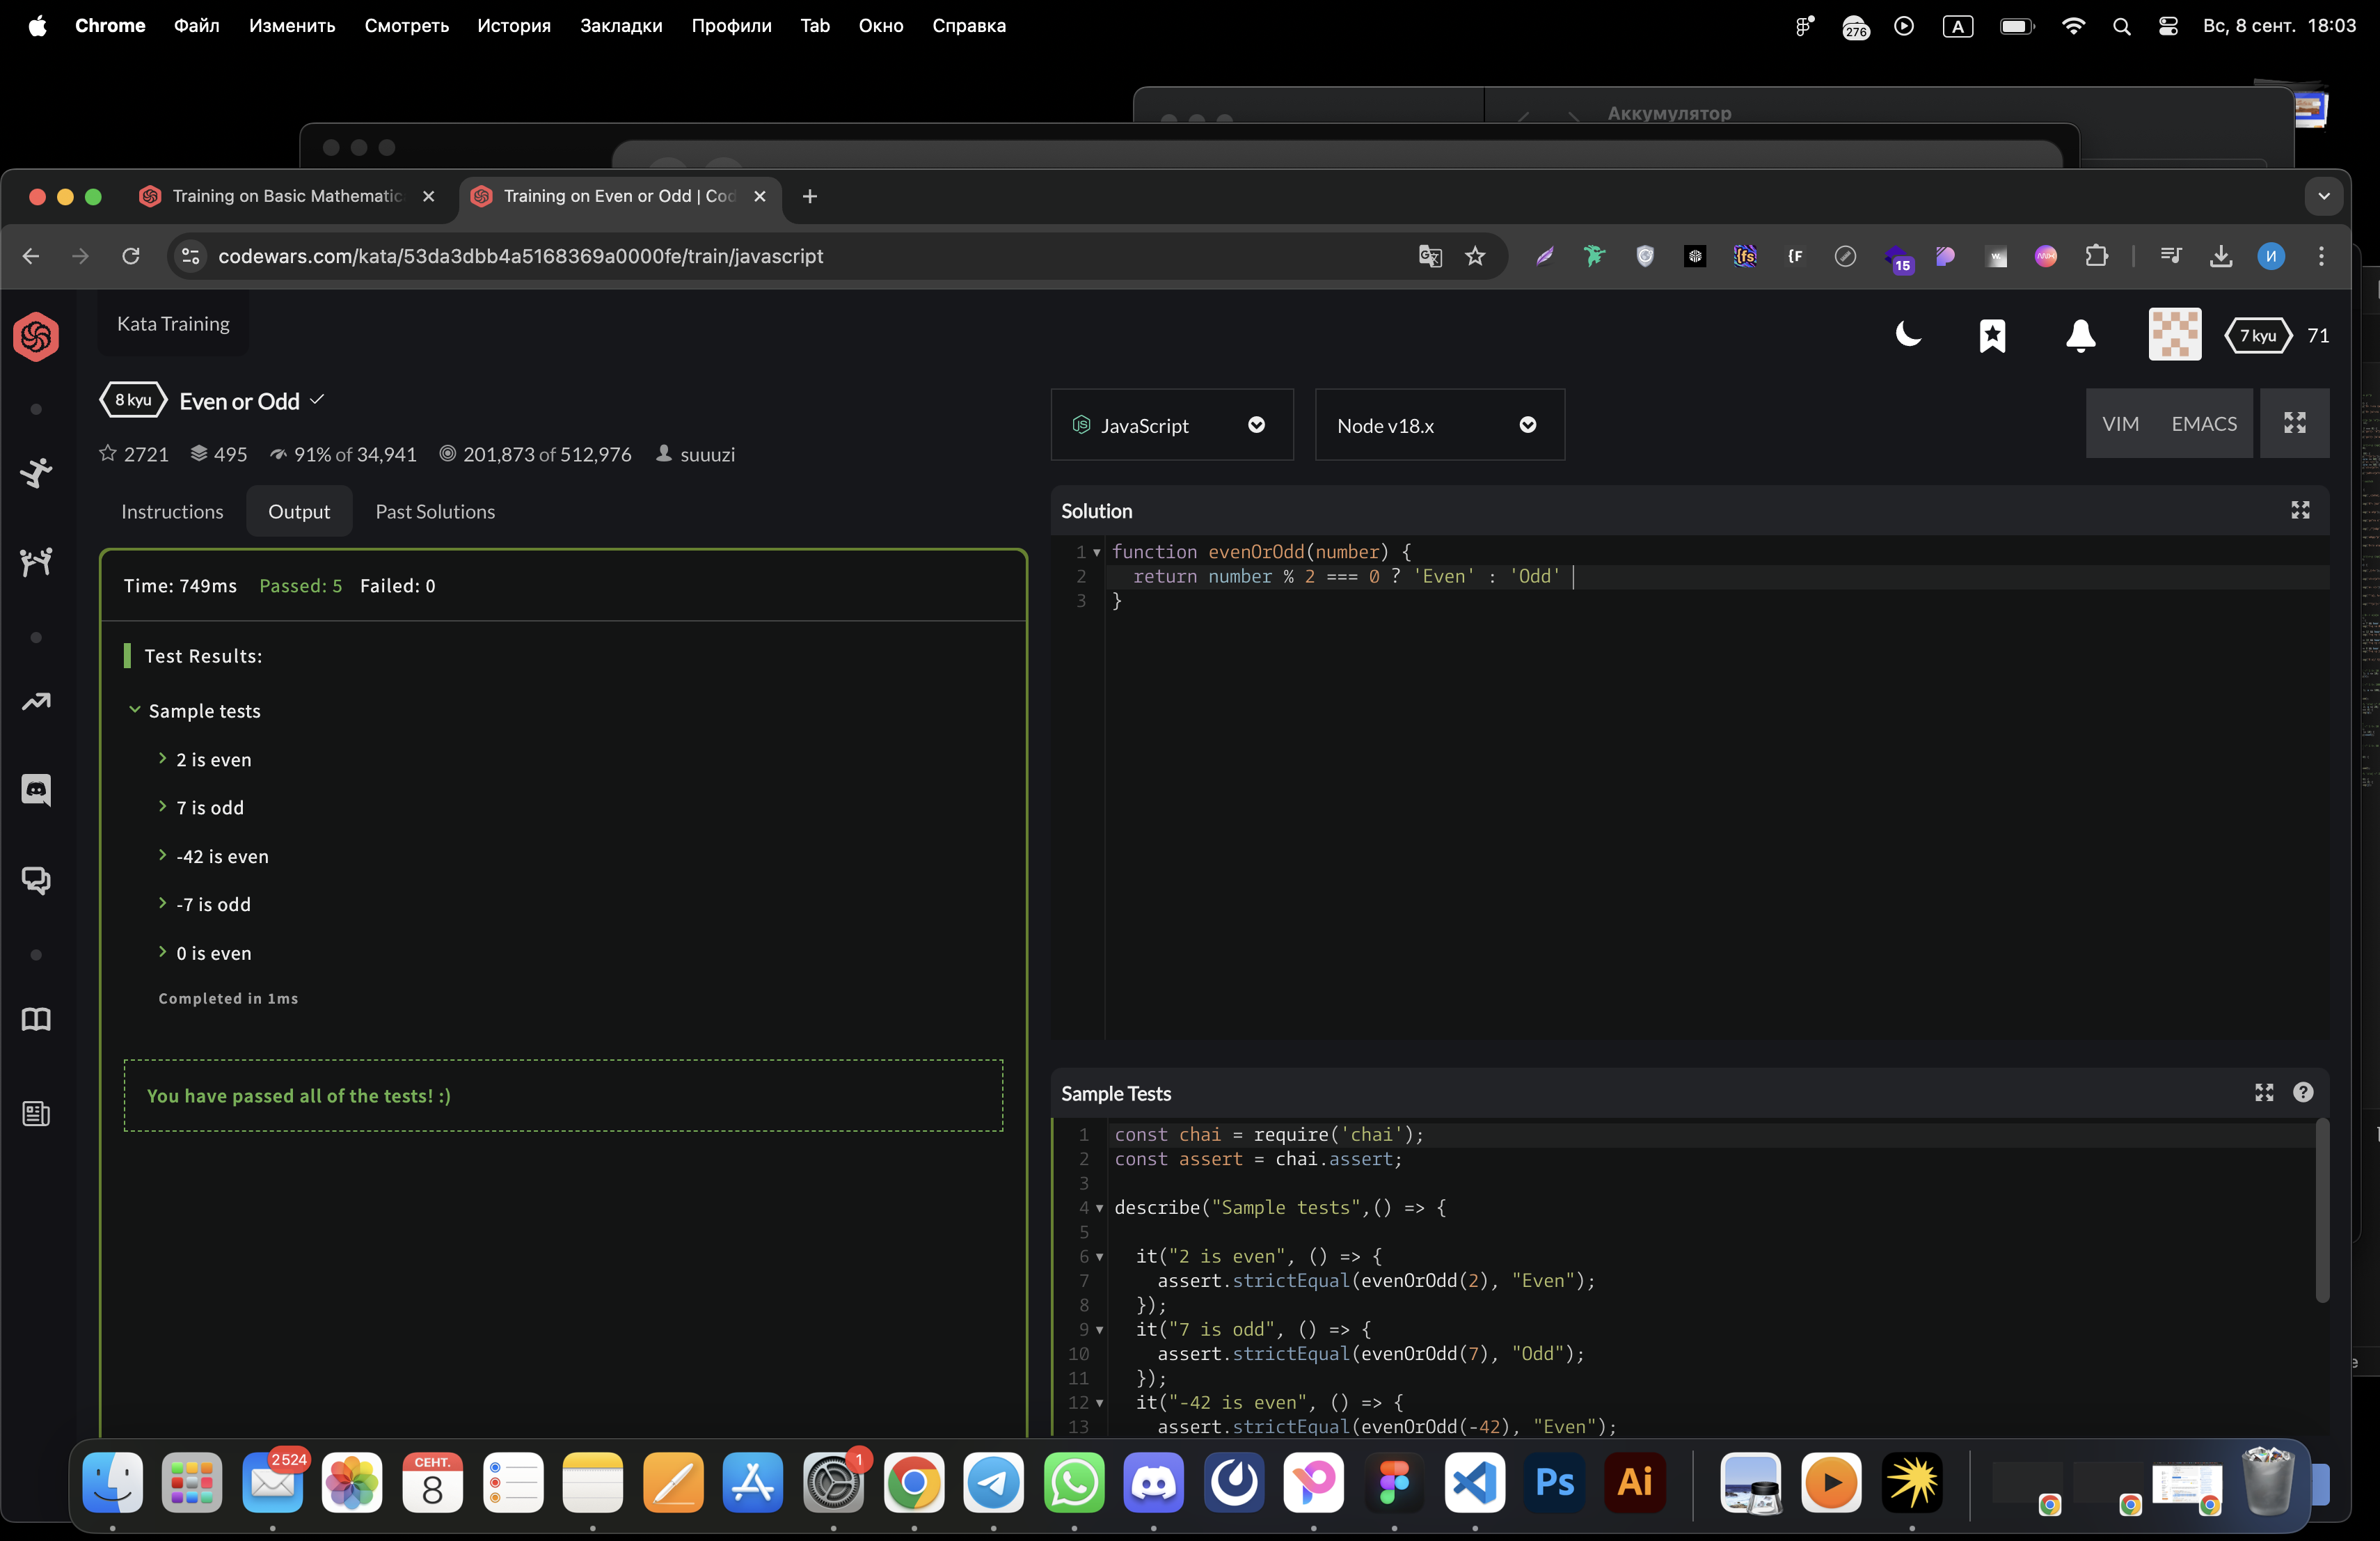 Chrome Файл Изменить Смотреть История Закладки Профили Tab Окно Справка
276 A Вс, 8 сент. 18:03
Аккумулятор
Training on Basic Mathematic
Training on Even or Odd | Cod
codewars.com/kata/53da3dbb4a5168369a0000fe/train/javascript
{fs {F 15 w. И
Kata Training
7 kyu 71
8 kyu Even or Odd
2721 495 91% of 34,941 201,873 of 512,976 suuuzi
JavaScript Node v18.x VIM EMACS
Instructions Output Past Solutions
Time: 749ms Passed: 5 Failed: 0
Test Results:
Sample tests
2 is even
7 is odd
-42 is even
-7 is odd
0 is even
Completed in 1ms
You have passed all of the tests! :)
Solution
1 function evenOrOdd(number) {
2 return number % 2 === 0 ? 'Even' : 'Odd'
3 }
Sample Tests
1 const chai = require('chai');
2 const assert = chai.assert;
3
4 describe("Sample tests",() => {
5
6 it("2 is even", () => {
7 assert.strictEqual(evenOrOdd(2), "Even");
8 });
9 it("7 is odd", () => {
10 assert.strictEqual(evenOrOdd(7), "Odd");
11 });
12 it("-42 is even", () => {
13 assert.strictEqual(evenOrOdd(-42), "Even");
2524 СЕНТ. 8 1 Ps Ai